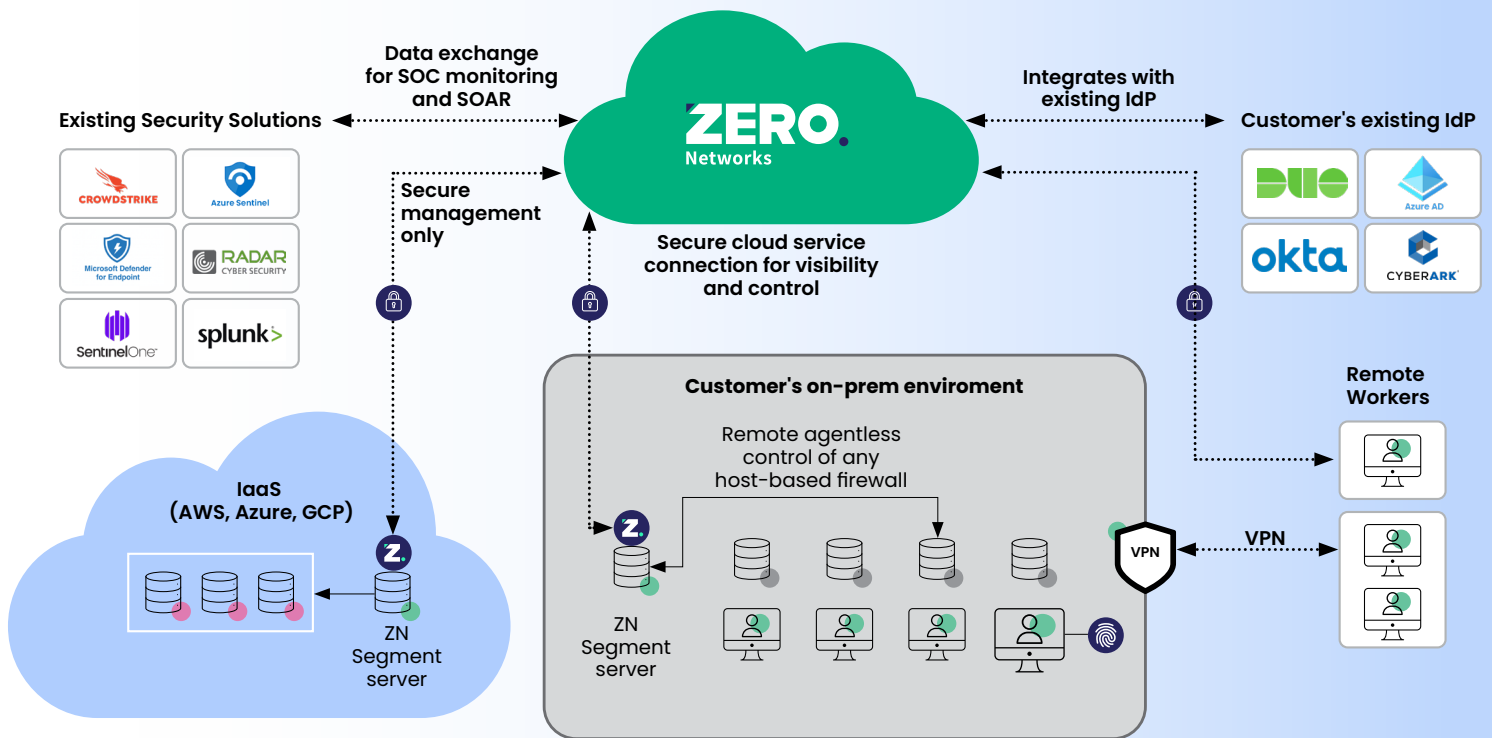 Data exchange
for SOC monitoring
and SOAR
ZERO.
Networks
Integrates with
existing IdP
Existing Security Solutions
Customer's existing IdP
CROWDSTRIKE
Azure Sentinel
Microsoft Defender
for Endpoint
RADAR
CYBER SECURITY
SentinelOne
splunk>
Secure
management
only
Secure cloud service
connection for visibility
and control
DUO
Azure AD
okta
CYBERARK
Customer's on-prem enviroment
Remote
Workers
Remote agentless
control of any
host-based firewall
IaaS
(AWS, Azure, GCP)
Z.
Z.
VPN
VPN
ZN
Segment
server
ZN
Segment
server